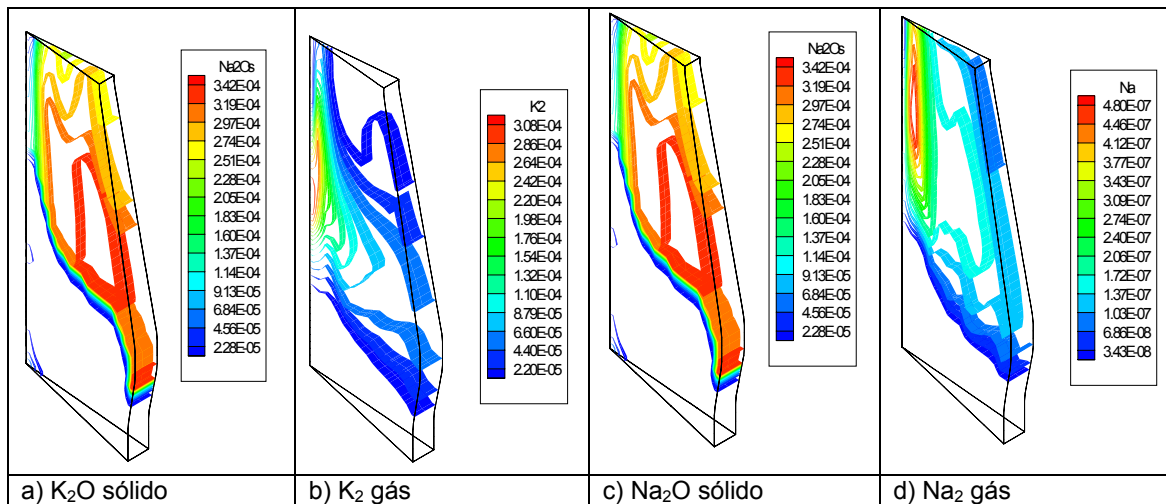 Na2Os
3.42E-04
3.19E-04
2.97E-04
2.74E-04
2.51E-04
2.28E-04
2.05E-04
1.83E-04
1.60E-04
1.37E-04
1.14E-04
9.13E-05
6.84E-05
4.56E-05
2.28E-05
K2
3.08E-04
2.86E-04
2.64E-04
2.42E-04
2.20E-04
1.98E-04
1.76E-04
1.54E-04
1.32E-04
1.10E-04
8.79E-05
6.60E-05
4.40E-05
2.20E-05
Na2Os
3.42E-04
3.19E-04
2.97E-04
2.74E-04
2.51E-04
2.28E-04
2.05E-04
1.83E-04
1.60E-04
1.37E-04
1.14E-04
9.13E-05
6.84E-05
4.56E-05
2.28E-05
Na
4.80E-07
4.46E-07
4.12E-07
3.77E-07
3.43E-07
3.09E-07
2.74E-07
2.40E-07
2.06E-07
1.72E-07
1.37E-07
1.03E-07
6.86E-08
3.43E-08
a) K₂O sólido
b) K₂ gás
c) Na₂O sólido
d) Na₂ gás